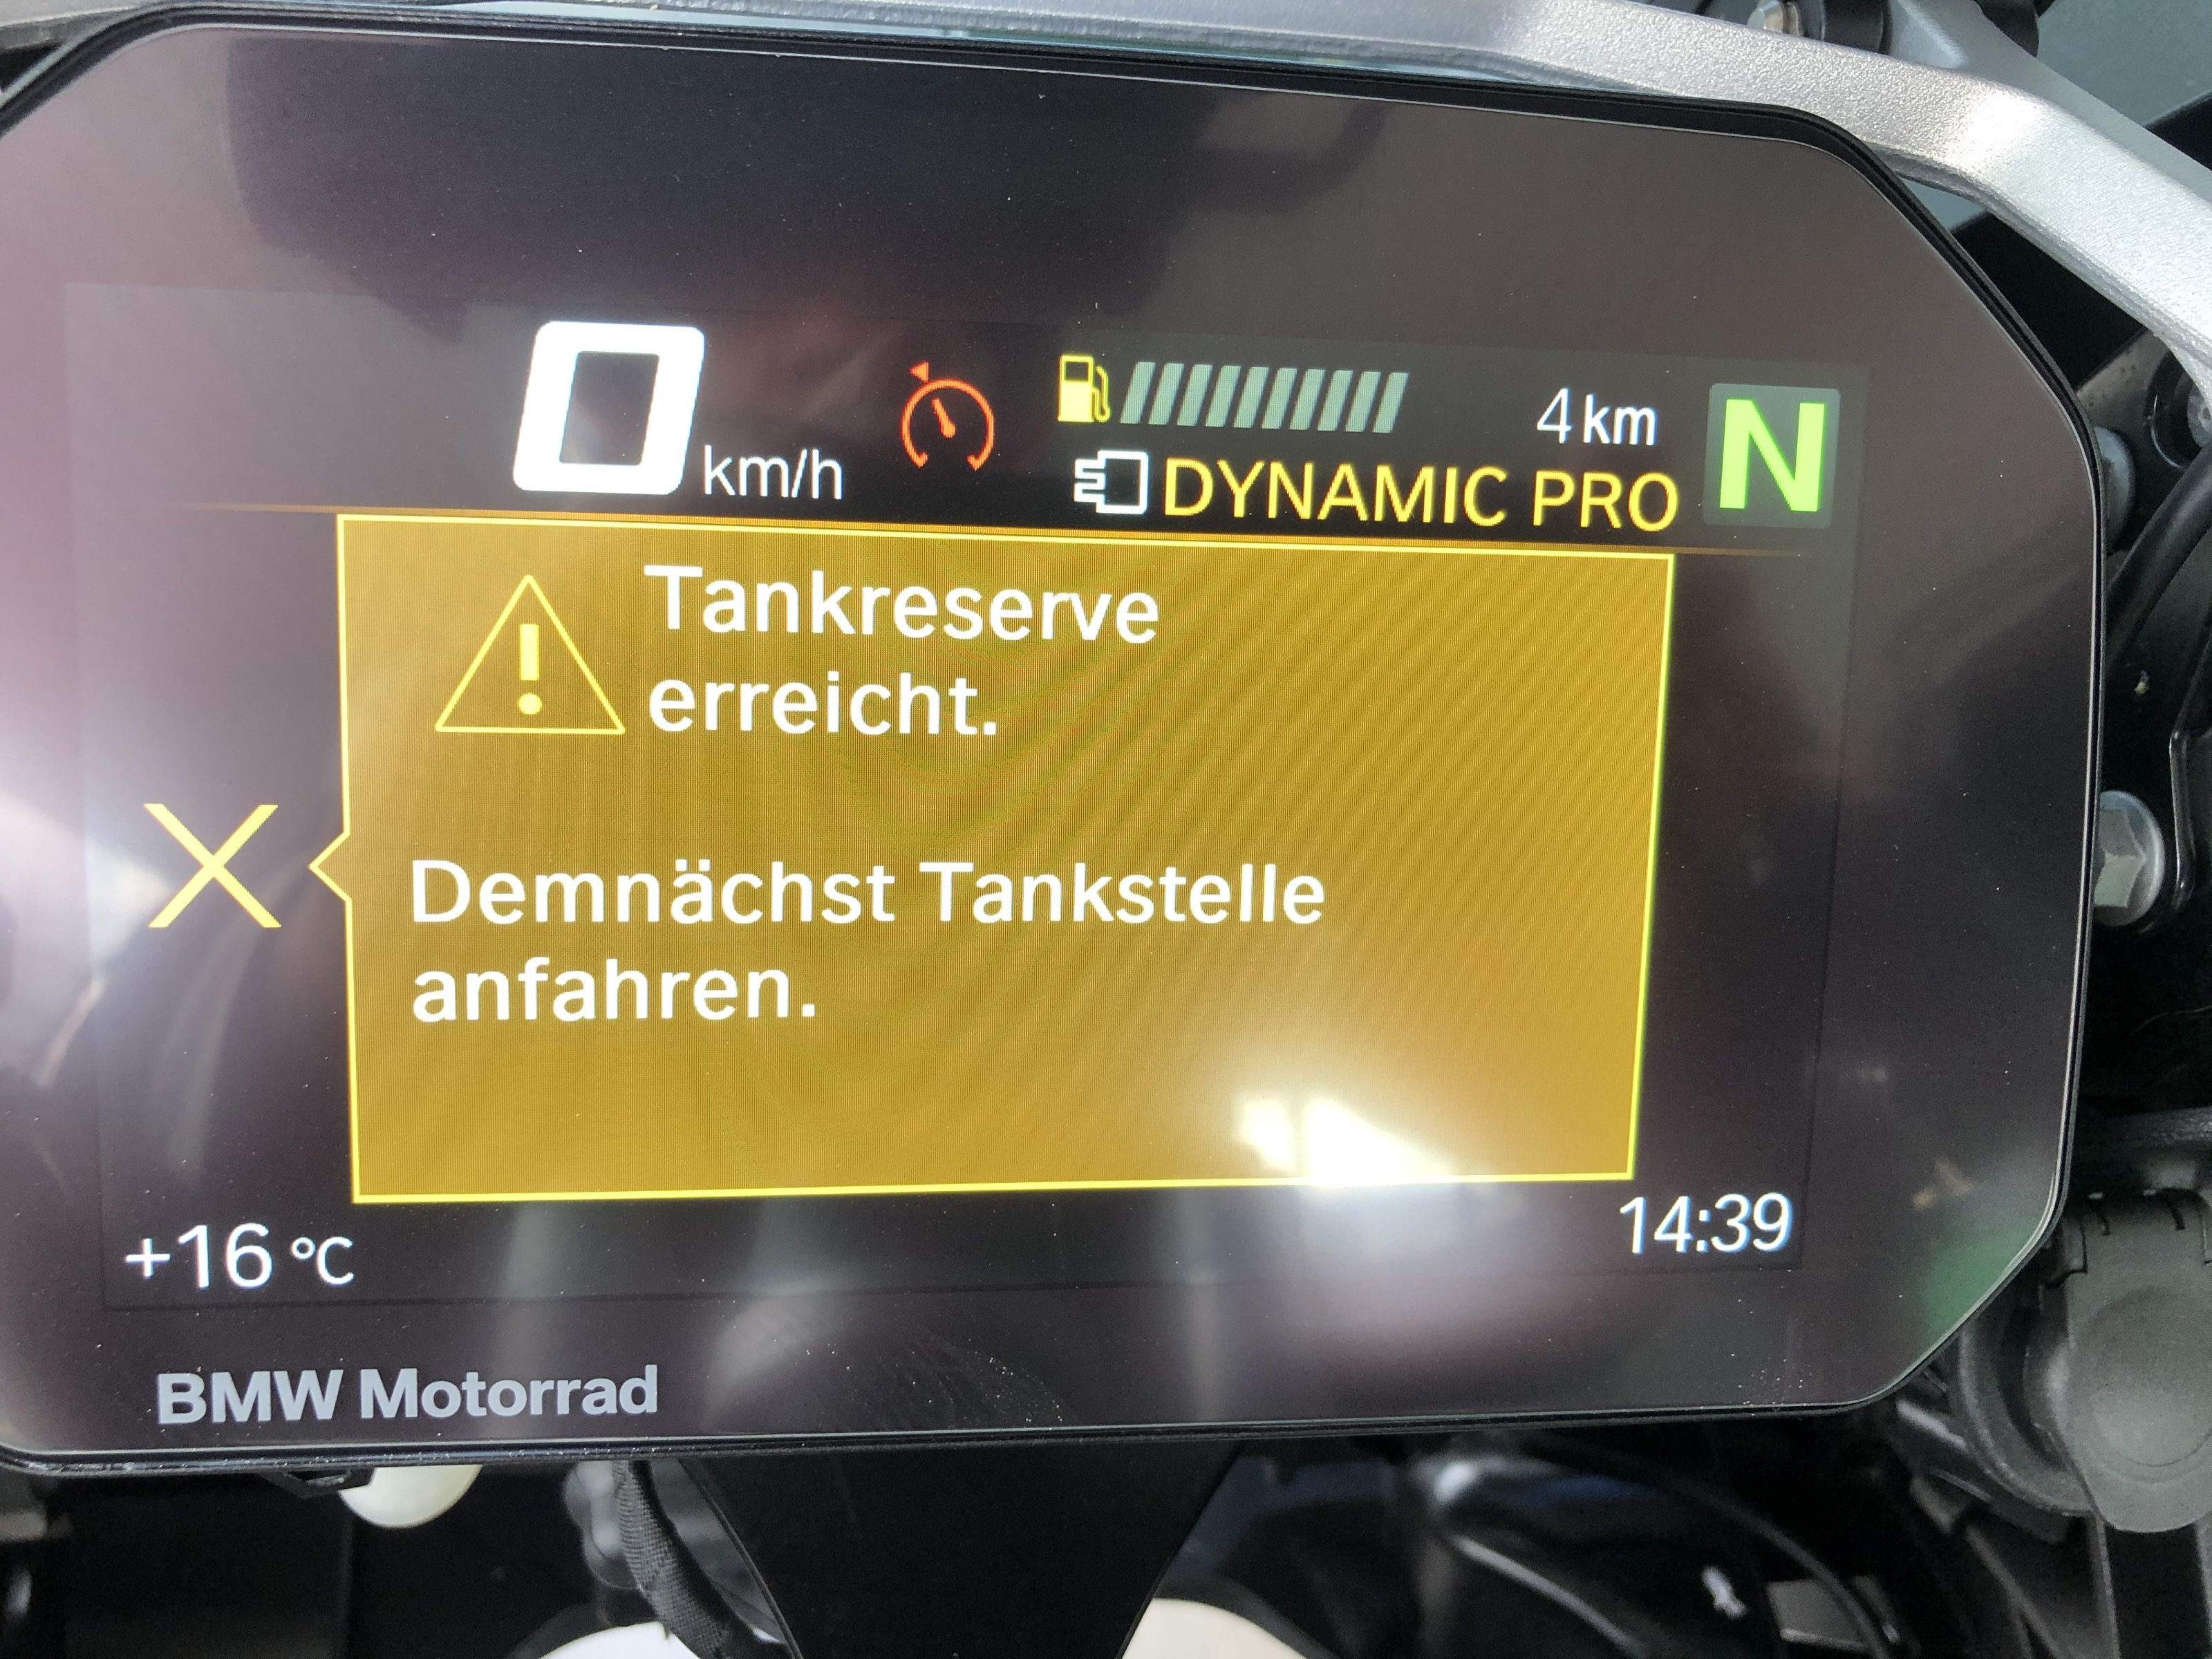 0 km/h 4 km N
DYNAMIC PRO
Tankreserve
erreicht.
Demnächst Tankstelle
anfahren.
+16 °C 14:39
BMW Motorrad